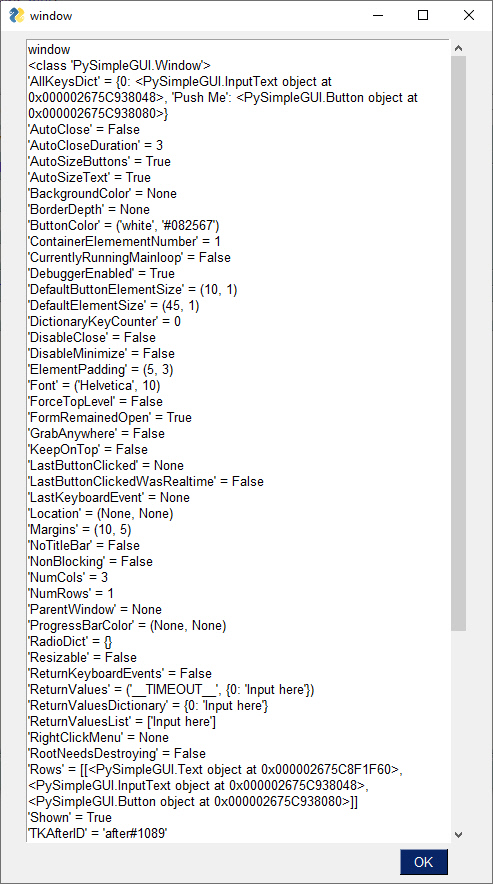 window
window
<class 'PySimpleGUI.Window'>
'AllKeysDict' = {0: <PySimpleGUI.InputText object at
0x000002675C938048>, 'Push Me': <PySimpleGUI.Button object at
0x000002675C938080>}
'AutoClose' = False
'AutoCloseDuration' = 3
'AutoSizeButtons' = True
'AutoSizeText' = True
'BackgroundColor' = None
'BorderDepth' = None
'ButtonColor' = ('white', '#082567')
'ContainerElemementNumber' = 1
'CurrentlyRunningMainloop' = False
'DebuggerEnabled' = True
'DefaultButtonElementSize' = (10, 1)
'DefaultElementSize' = (45, 1)
'DictionaryKeyCounter' = 0
'DisableClose' = False
'DisableMinimize' = False
'ElementPadding' = (5, 3)
'Font' = ('Helvetica', 10)
'ForceTopLevel' = False
'FormRemainedOpen' = True
'GrabAnywhere' = False
'KeepOnTop' = False
'LastButtonClicked' = None
'LastButtonClickedWasRealtime' = False
'LastKeyboardEvent' = None
'Location' = (None, None)
'Margins' = (10, 5)
'NoTitleBar' = False
'NonBlocking' = False
'NumCols' = 3
'NumRows' = 1
'ParentWindow' = None
'ProgressBarColor' = (None, None)
'RadioDict' = {}
'Resizable' = False
'ReturnKeyboardEvents' = False
'ReturnValues' = ('__TIMEOUT__', {0: 'Input here'})
'ReturnValuesDictionary' = {0: 'Input here'}
'ReturnValuesList' = ['Input here']
'RightClickMenu' = None
'RootNeedsDestroying' = False
'Rows' = [[<PySimpleGUI.Text object at 0x000002675C8F1F60>,
<PySimpleGUI.InputText object at 0x000002675C938048>,
<PySimpleGUI.Button object at 0x000002675C938080>]]
'Shown' = True
'TKAfterID' = 'after#1089'
OK